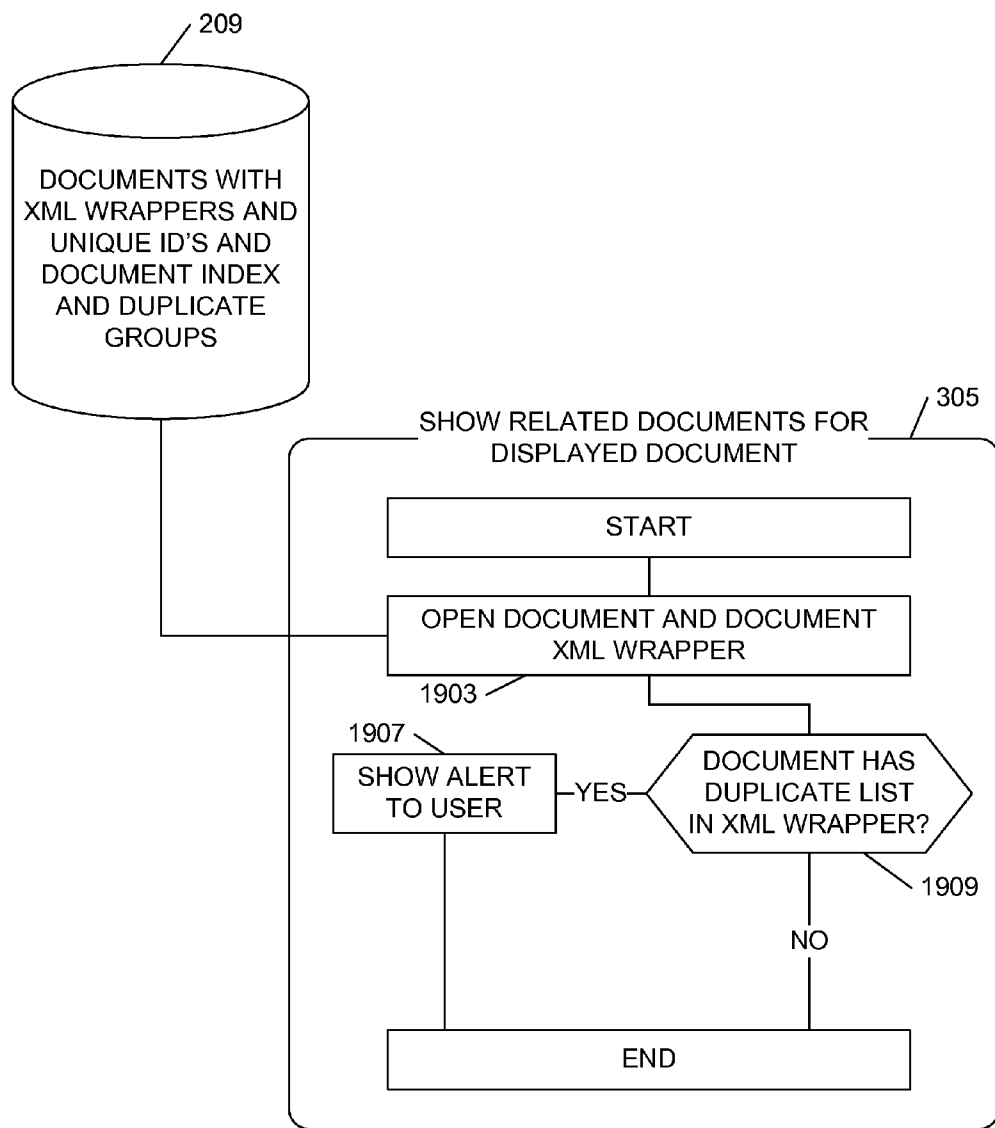 209
DOCUMENTS WITH
XML WRAPPERS AND
UNIQUE ID'S AND
DOCUMENT INDEX
AND DUPLICATE
GROUPS
305
SHOW RELATED DOCUMENTS FOR
DISPLAYED DOCUMENT
START
OPEN DOCUMENT AND DOCUMENT
XML WRAPPER
1903
1907
SHOW ALERT
TO USER
YES
DOCUMENT HAS
DUPLICATE LIST
IN XML WRAPPER?
1909
NO
END